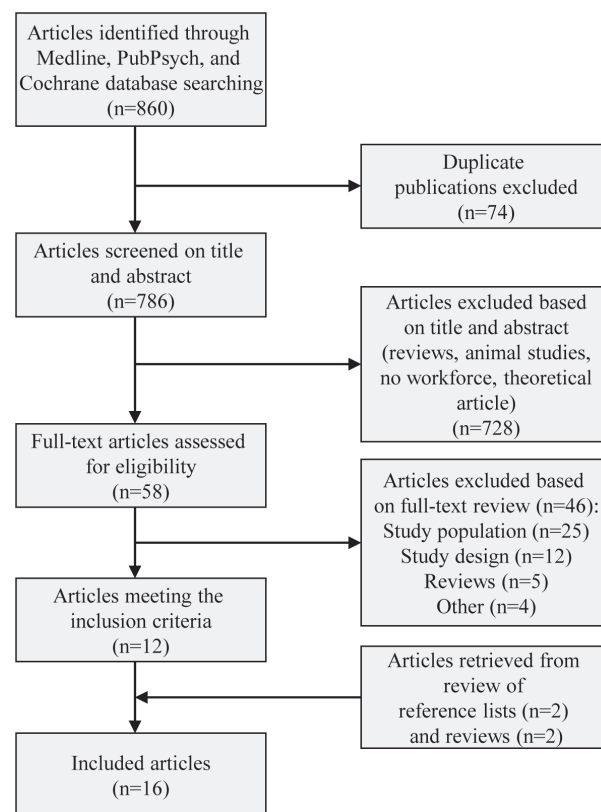 Articles identified through
Medline, PubPsych, and
Cochrane database searching
(n=860)
Duplicate
publications excluded
(n=74)
Articles screened on title
and abstract
(n=786)
Articles excluded based
on title and abstract
(reviews, animal studies,
no workforce, theoretical
article)
(n=728)
Full-text articles assessed
for eligibility
(n=58)
Articles excluded based
on full-text review (n=46):
Study population (n=25)
Study design (n=12)
Reviews (n=5)
Other (n=4)
Articles meeting the
inclusion criteria
(n=12)
Articles retrieved from
review of
reference lists (n=2)
and reviews (n=2)
Included articles
(n=16)